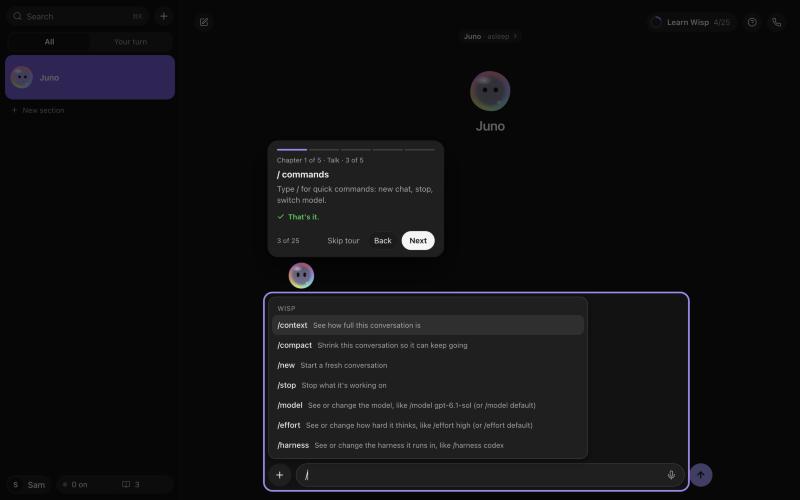 Search ⌘K
All Your turn
Juno
New section
Juno · asleep
Learn Wisp 4/25
Juno
Chapter 1 of 5 · Talk · 3 of 5
/ commands
Type / for quick commands: new chat, stop,
switch model.
That's it.
3 of 25 Skip tour Back Next
WISP
/context See how full this conversation is
/compact Shrink this conversation so it can keep going
/new Start a fresh conversation
/stop Stop what it's working on
/model See or change the model, like /model gpt-6.1-sol (or /model default)
/effort See or change how hard it thinks, like /effort high (or /effort default)
/harness See or change the harness it runs in, like /harness codex
/
S Sam 0 on 3